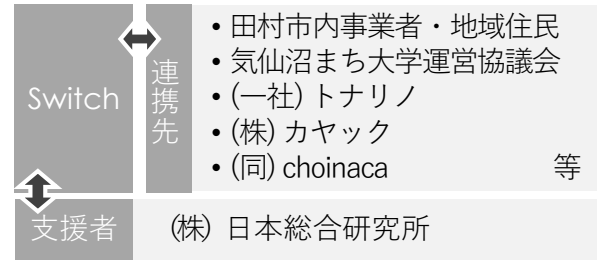 Switch
連携先
• 田村市内事業者・地域住民
• 気仙沼まち大学運営協議会
• (一社) トナリノ
• (株) カヤック
• (同) choinaca 等
支援者
㈱ 日本総合研究所